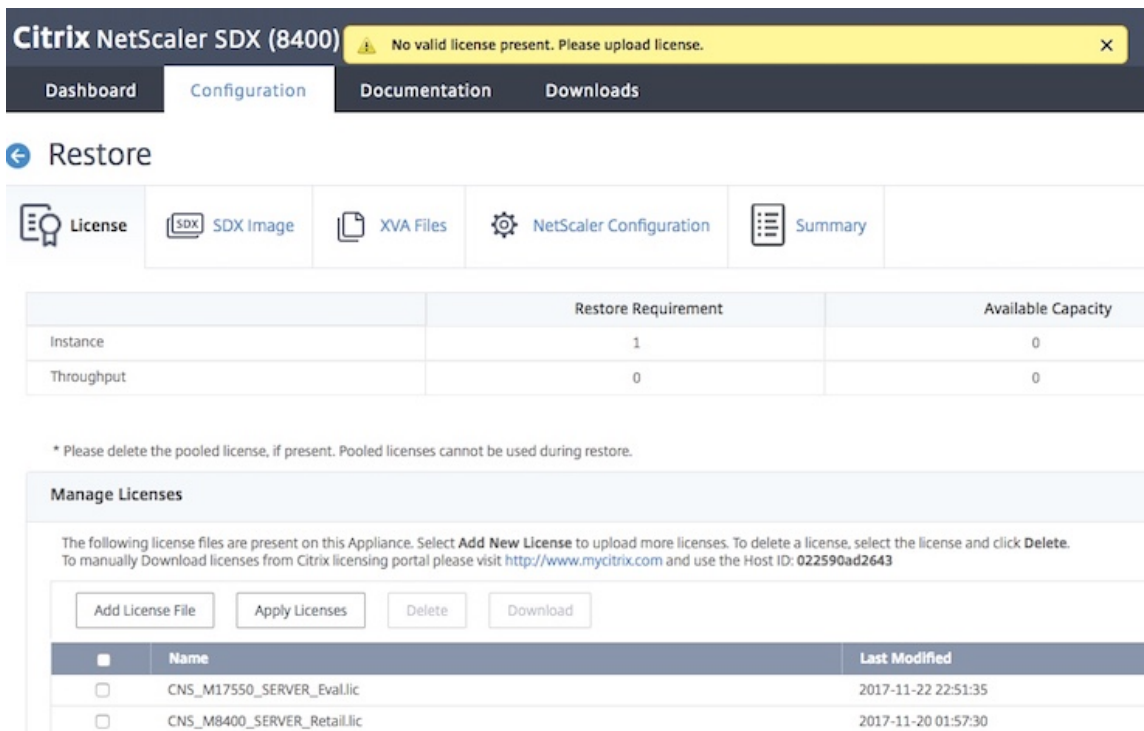 Citrix NetScaler SDX (8400)
No valid license present. Please upload license.
Dashboard Configuration Documentation Downloads
Restore
License SDX SDX Image XVA Files NetScaler Configuration Summary
Restore Requirement Available Capacity
Instance 1 0
Throughput 0 0
* Please delete the pooled license, if present. Pooled licenses cannot be used during restore.
Manage Licenses
The following license files are present on this Appliance. Select Add New License to upload more licenses. To delete a license, select the license and click Delete.
To manually Download licenses from Citrix licensing portal please visit http://www.mycitrix.com and use the Host ID: 022590ad2643
Add License File Apply Licenses Delete Download
Name Last Modified
CNS_M17550_SERVER_Eval.lic 2017-11-22 22:51:35
CNS_M8400_SERVER_Retail.lic 2017-11-20 01:57:30